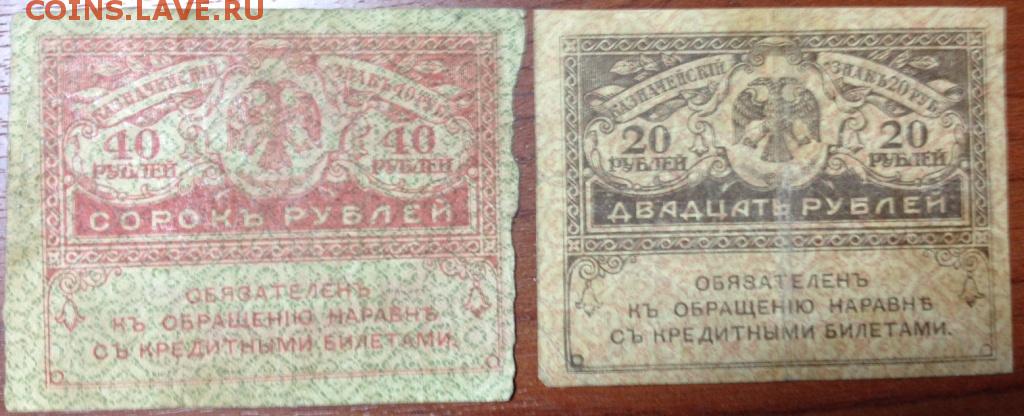 COINS.LAVE.RU
КАЗНАЧЕЙСКІЙ ЗНАКЪ 40 РУБ.
40 РУБЛЕЙ
40 РУБЛЕЙ
СОРОКЪ РУБЛЕЙ
ОБЯЗАТЕЛЕНЪ
КЪ ОБРАЩЕНІЮ НАРАВНѢ
СЪ КРЕДИТНЫМИ БИЛЕТАМИ.
КАЗНАЧЕЙСКІЙ ЗНАКЪ 20 РУБ.
20 РУБЛЕЙ
20 РУБЛЕЙ
ДВАДЦАТЬ РУБЛЕЙ
ОБЯЗАТЕЛЕНЪ
КЪ ОБРАЩЕНІЮ НАРАВНѢ
СЪ КРЕДИТНЫМИ БИЛЕТАМИ.